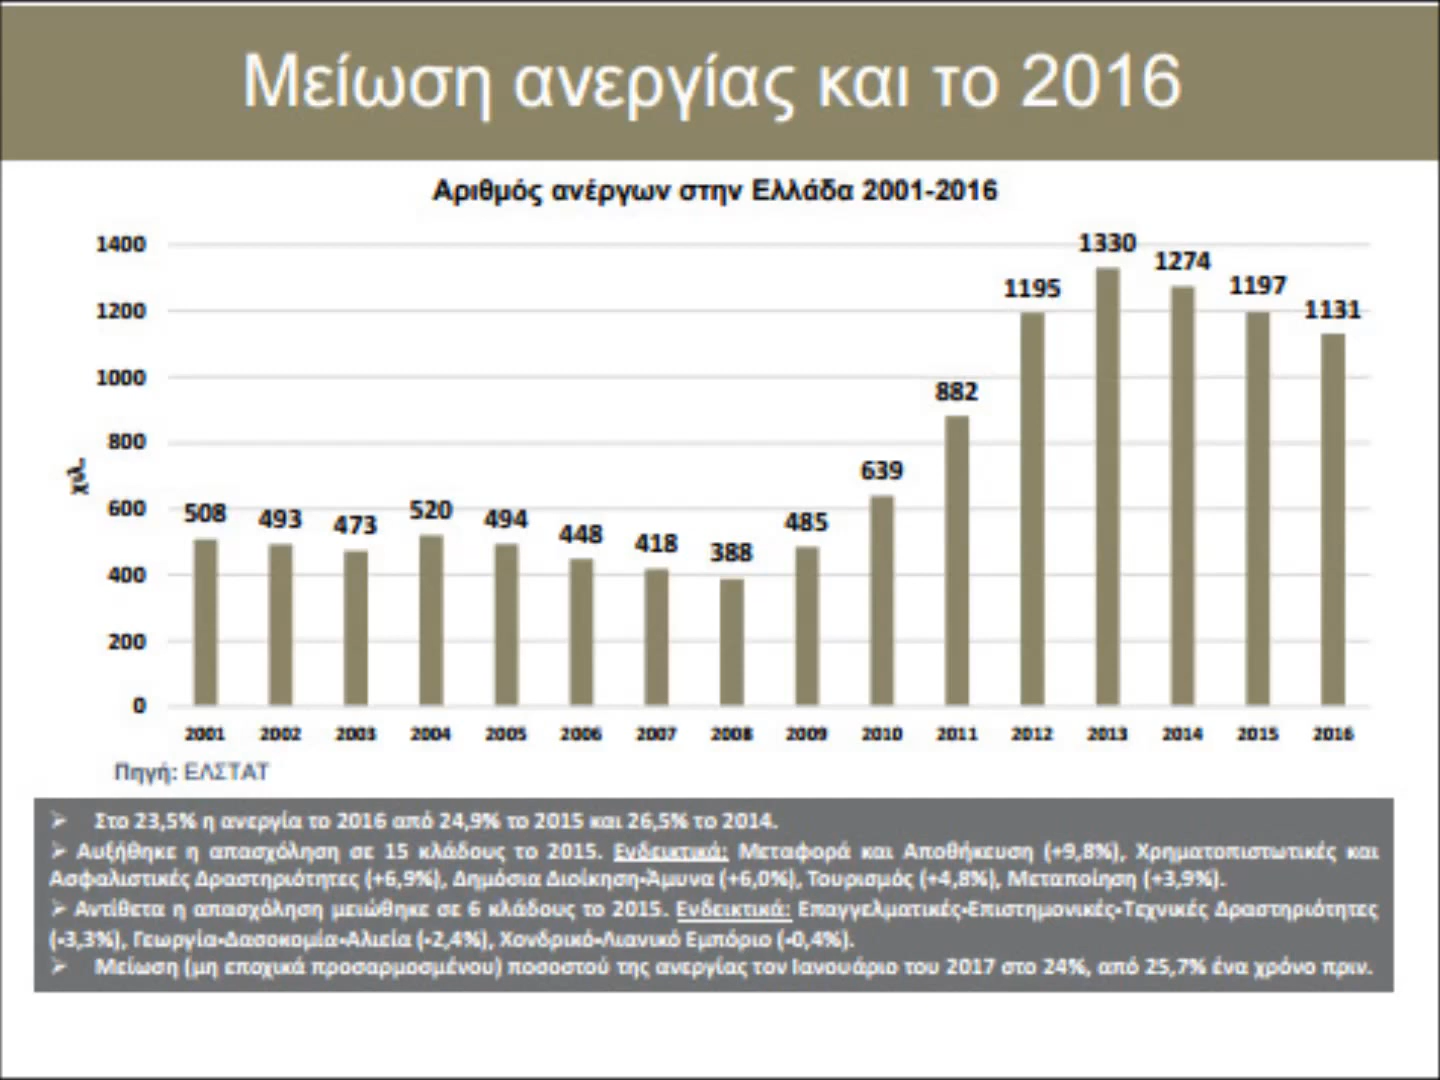 Μείωση ανεργίας και το 2016
Αριθμός ανέργων στην Ελλάδα 2001-2016
χιλ.
1400
1200
1000
800
600
400
200
0
508 493 473 520 494 448 418 388 485 639 882 1195 1330 1274 1197 1131
2001 2002 2003 2004 2005 2006 2007 2008 2009 2010 2011 2012 2013 2014 2015 2016
Πηγή: ΕΛΣΤΑΤ
➢ Στο 23,5% η ανεργία το 2016 από 24,9% το 2015 και 26,5% το 2014.
➢ Αυξήθηκε η απασχόληση σε 15 κλάδους το 2015. Ενδεικτικά: Μεταφορά και Αποθήκευση (+9,8%), Χρηματοπιστωτικές και
Ασφαλιστικές Δραστηριότητες (+6,9%), Δημόσια Διοίκηση-Άμυνα (+6,0%), Τουρισμός (+4,8%), Μεταποίηση (+3,9%).
➢ Αντίθετα η απασχόληση μειώθηκε σε 6 κλάδους το 2015. Ενδεικτικά: Επαγγελματικές-Επιστημονικές-Τεχνικές Δραστηριότητες
(-3,3%), Γεωργία-Δασοκομία-Αλιεία (-2,4%), Χονδρικό-Λιανικό Εμπόριο (-0,4%).
➢ Μείωση (μη εποχικά προσαρμοσμένου) ποσοστού της ανεργίας τον Ιανουάριο του 2017 στο 24%, από 25,7% ένα χρόνο πριν.